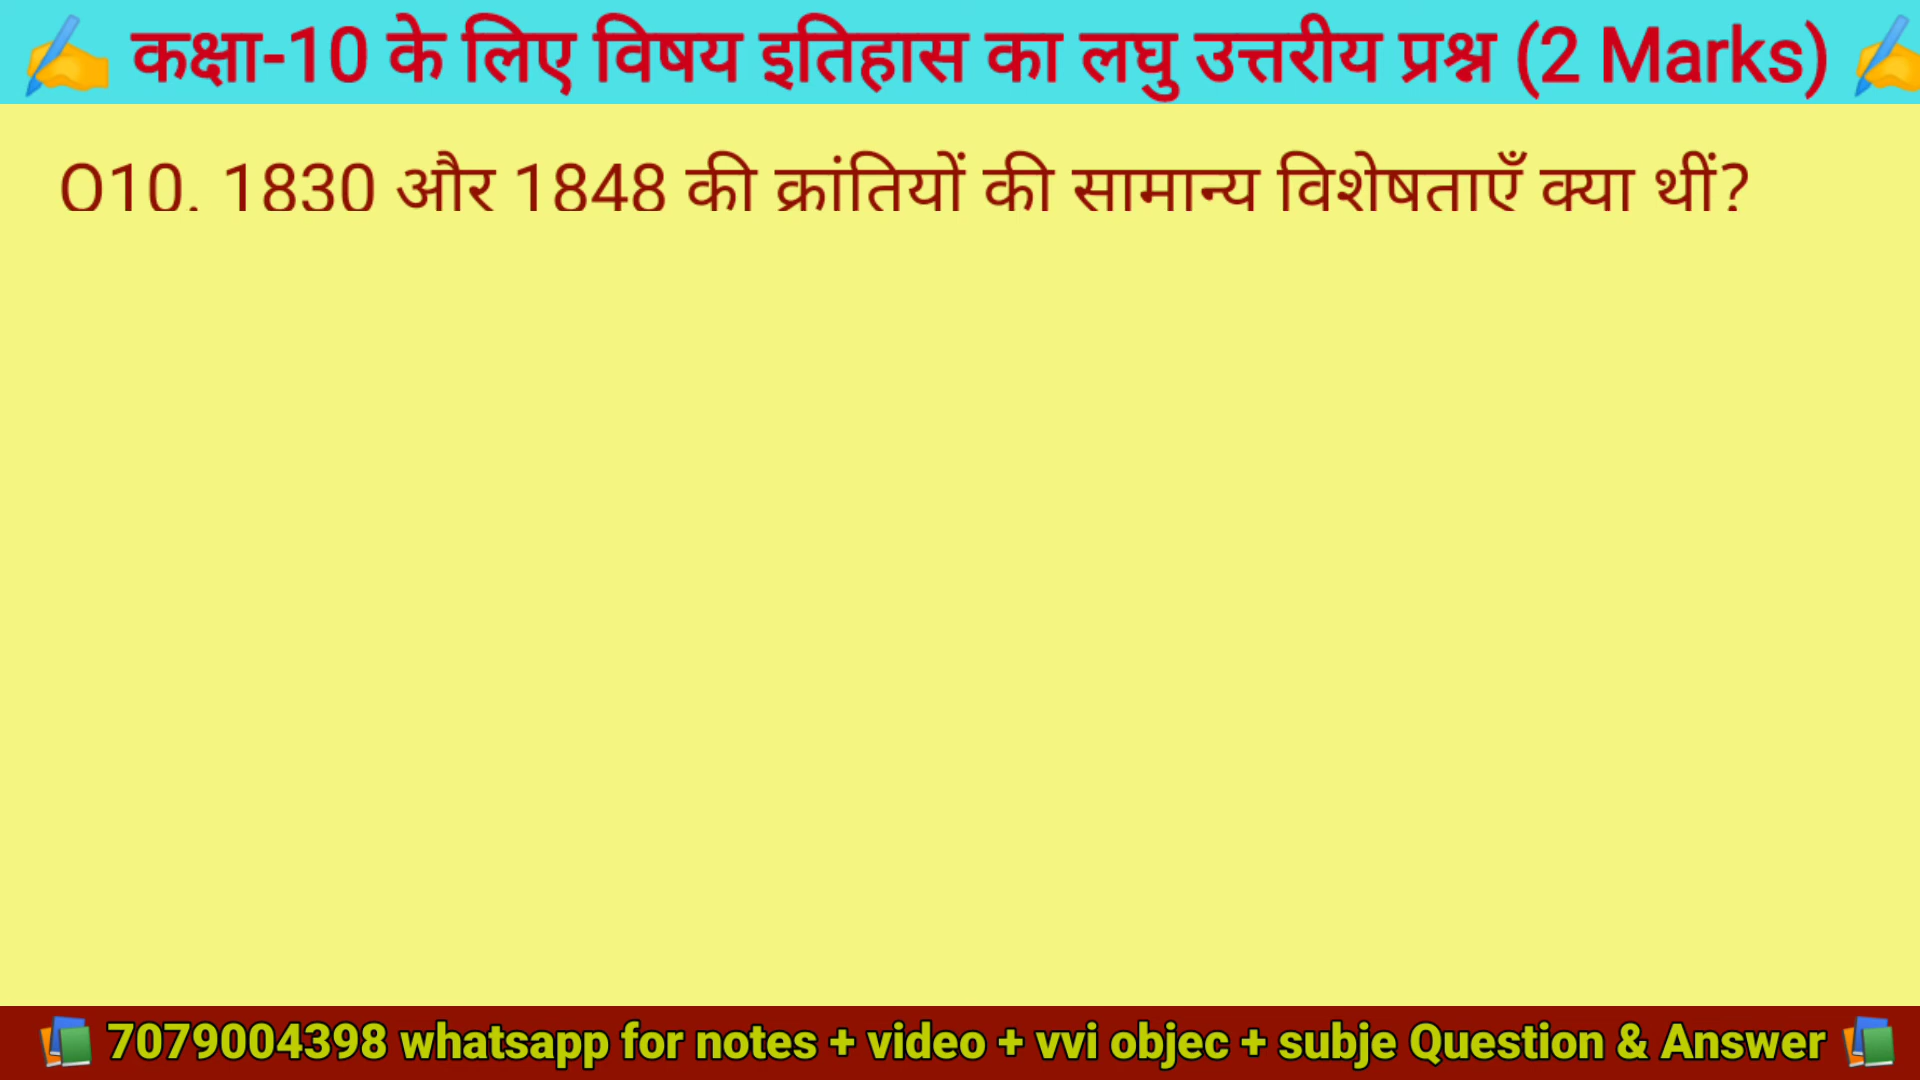 ✍️ कक्षा-10 के लिए विषय इतिहास का लघु उत्तरीय प्रश्न (2 Marks) ✍️
Q10. 1830 और 1848 की क्रांतियों की सामान्य विशेषताएँ क्या थीं?
📚 7079004398 whatsapp for notes + video + vvi objec + subje Question & Answer 📚